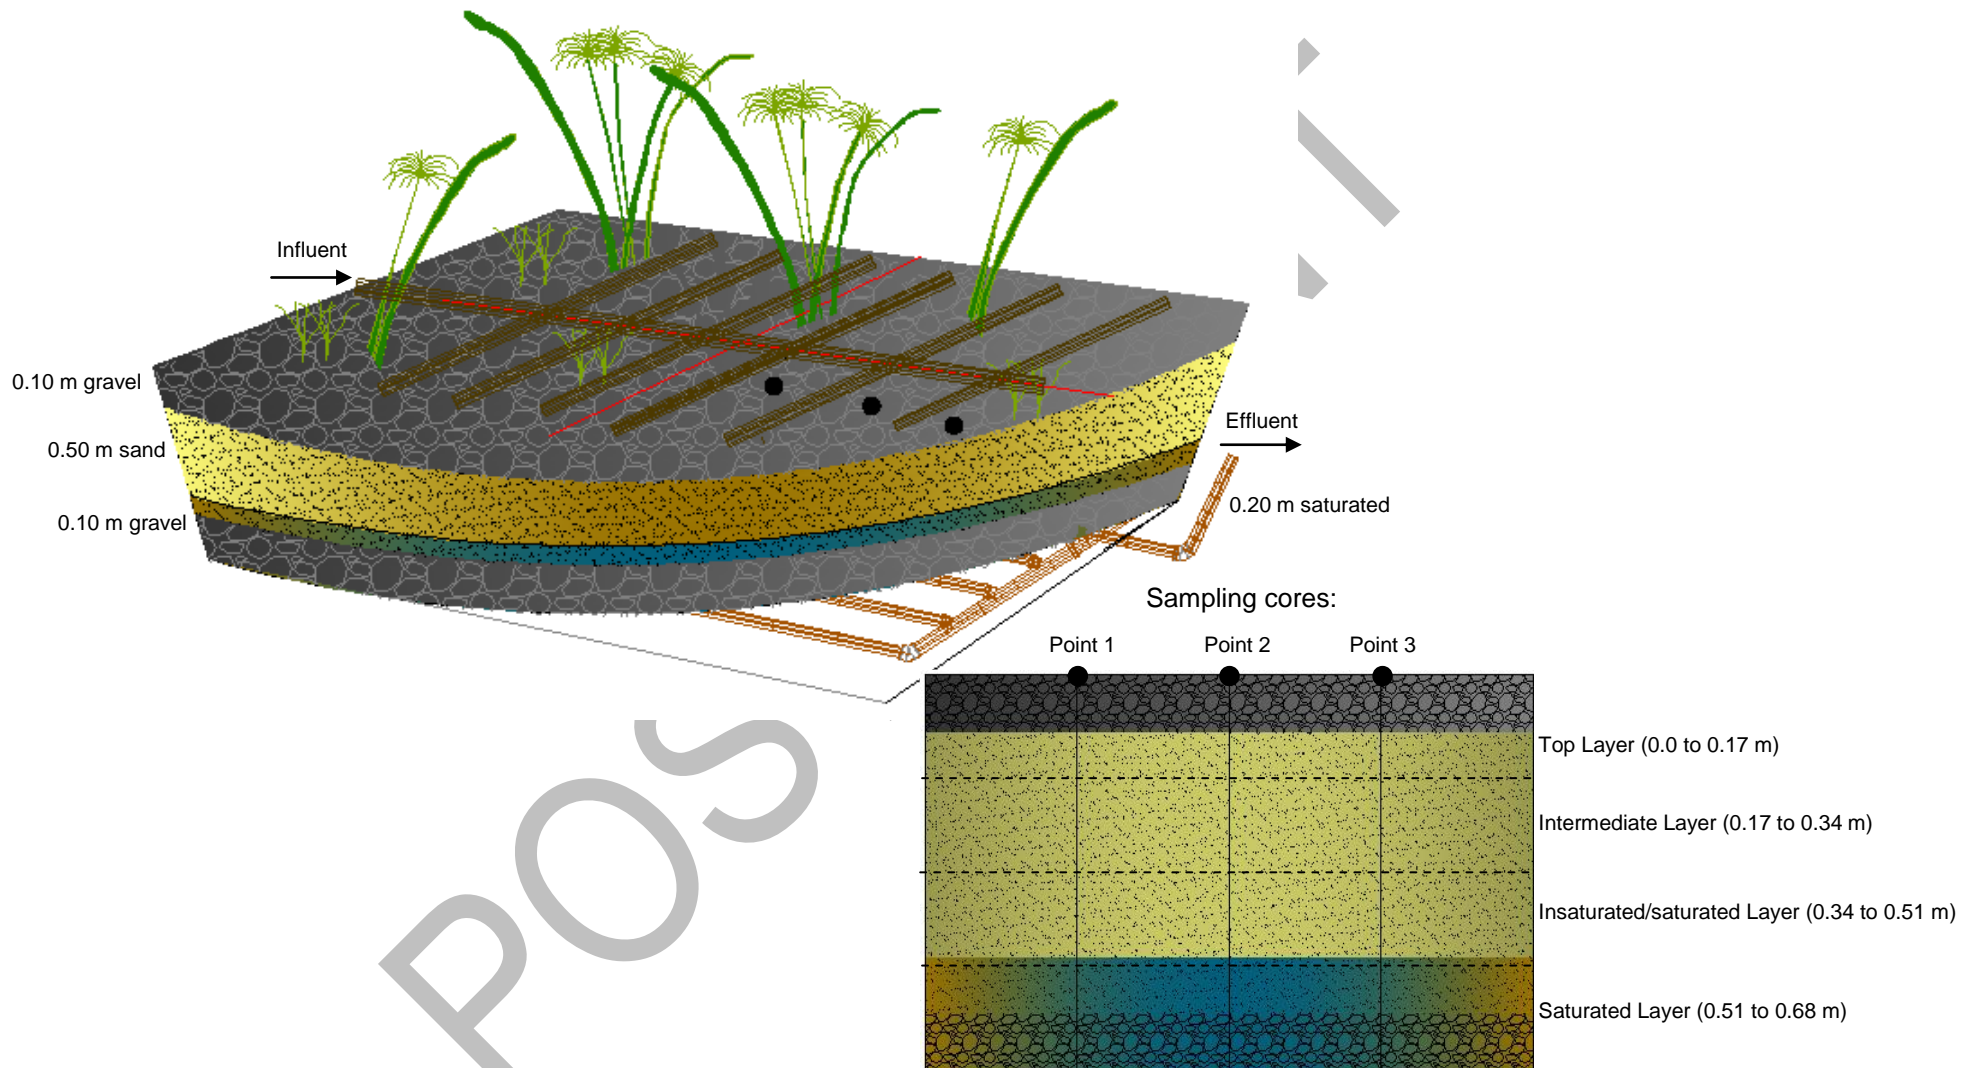 Influent
0.10 m gravel
0.50 m sand
0.10 m gravel
Effluent
0.20 m saturated
Sampling cores:
Point 1 Point 2 Point 3
Top Layer (0.0 to 0.17 m)
Intermediate Layer (0.17 to 0.34 m)
Insaturated/saturated Layer (0.34 to 0.51 m)
Saturated Layer (0.51 to 0.68 m)
POS